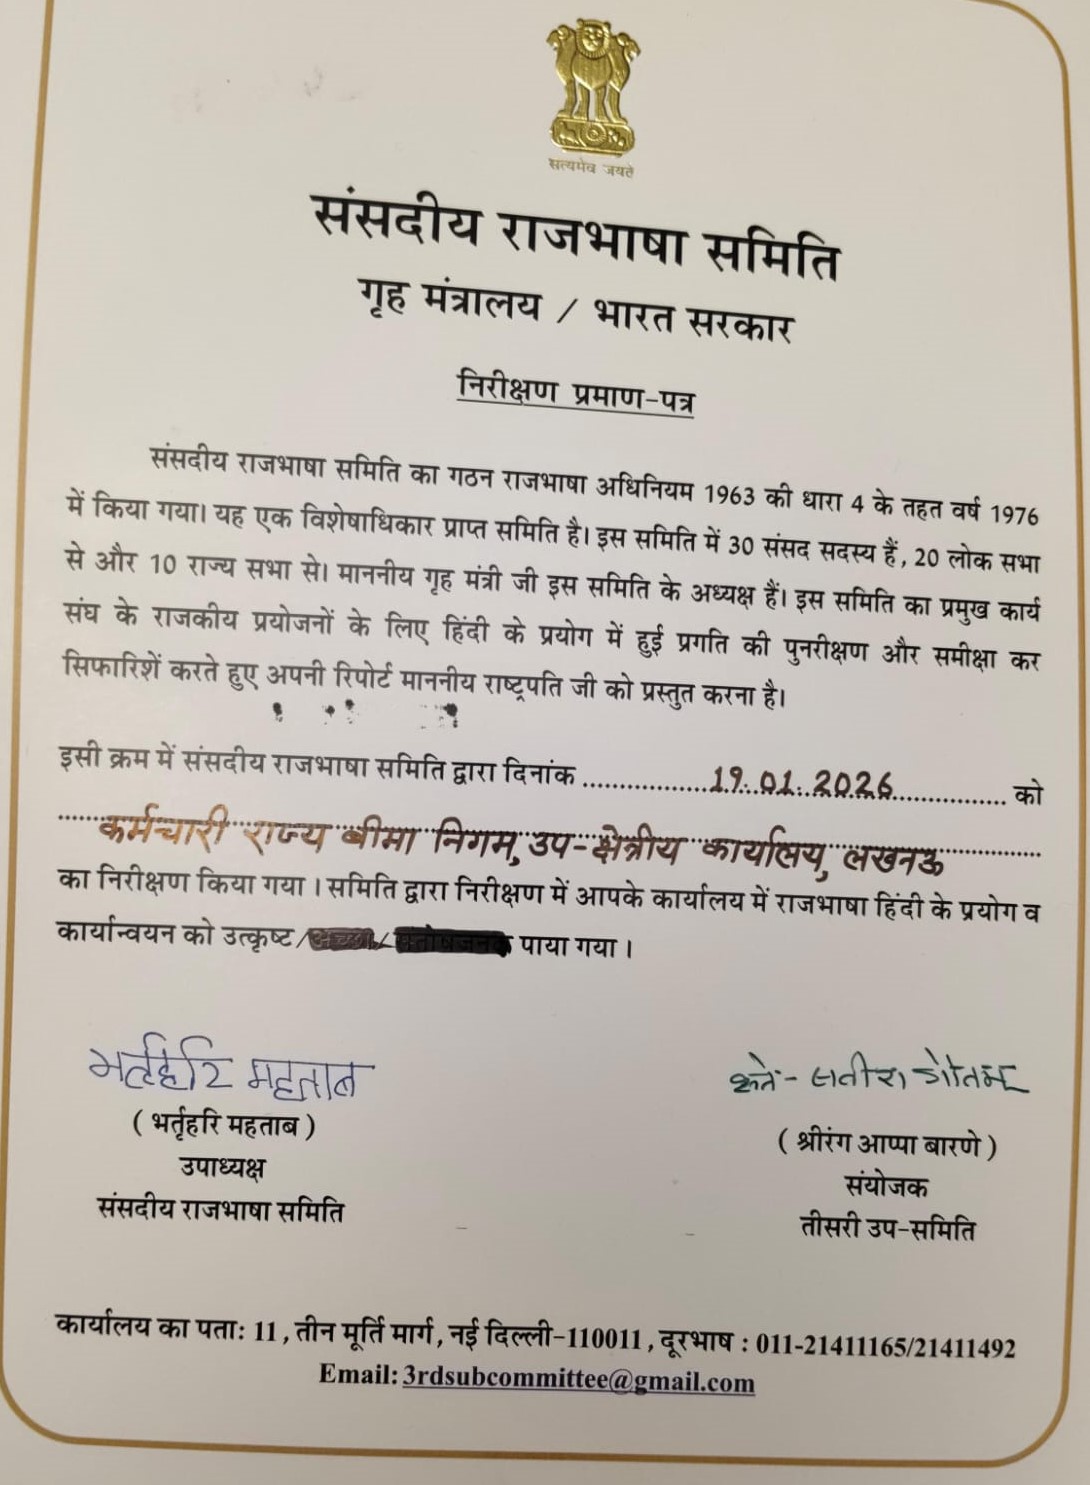 सत्यमेव जयते
संसदीय राजभाषा समिति
गृह मंत्रालय / भारत सरकार
निरीक्षण प्रमाण-पत्र
संसदीय राजभाषा समिति का गठन राजभाषा अधिनियम 1963 की धारा 4 के तहत वर्ष 1976
में किया गया। यह एक विशेषाधिकार प्राप्त समिति है। इस समिति में 30 संसद सदस्य हैं, 20 लोक सभा
से और 10 राज्य सभा से। माननीय गृह मंत्री जी इस समिति के अध्यक्ष हैं। इस समिति का प्रमुख कार्य
संघ के राजकीय प्रयोजनों के लिए हिंदी के प्रयोग में हुई प्रगति की पुनरीक्षण और समीक्षा कर
सिफारिशें करते हुए अपनी रिपोर्ट माननीय राष्ट्रपति जी को प्रस्तुत करना है।
इसी क्रम में संसदीय राजभाषा समिति द्वारा दिनांक 19.01.2026 को
कर्मचारी राज्य बीमा निगम, उप-क्षेत्रीय कार्यालय, लखनऊ
का निरीक्षण किया गया । समिति द्वारा निरीक्षण में आपके कार्यालय में राजभाषा हिंदी के प्रयोग व
कार्यान्वयन को उत्कृष्ट/ / पाया गया ।
भर्तृहरि महताब
( भर्तृहरि महताब )
उपाध्यक्ष
संसदीय राजभाषा समिति
कृते- सतीश गौतम
( श्रीरंग आप्पा बारणे )
संयोजक
तीसरी उप-समिति
कार्यालय का पता: 11, तीन मूर्ति मार्ग, नई दिल्ली-110011, दूरभाष : 011-21411165/21411492
Email: 3rdsubcommittee@gmail.com